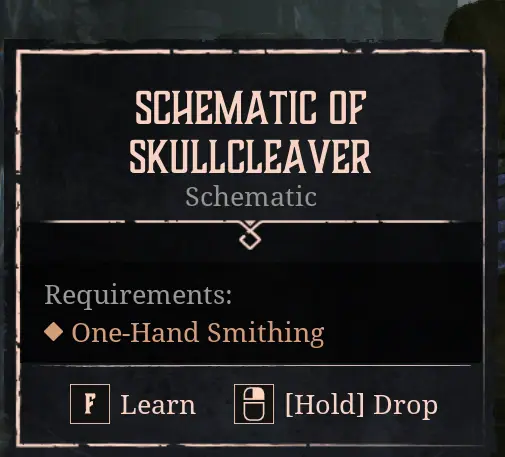 SCHEMATIC OF
SKULLCLEAVER
Schematic
Requirements:
One-Hand Smithing
F Learn [Hold] Drop